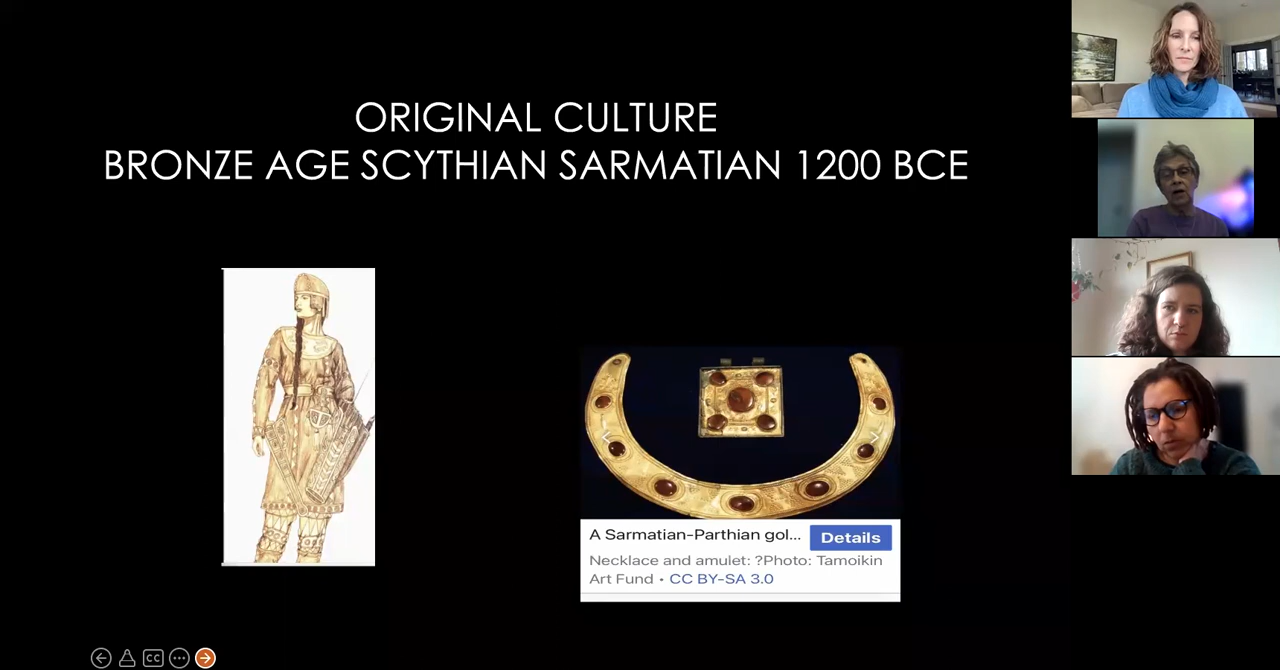 ORIGINAL CULTURE
BRONZE AGE SCYTHIAN SARMATIAN 1200 BCE
A Sarmatian-Parthian gol...
Details
Necklace and amulet: ?Photo: Tamoikin
Art Fund • CC BY-SA 3.0
CC